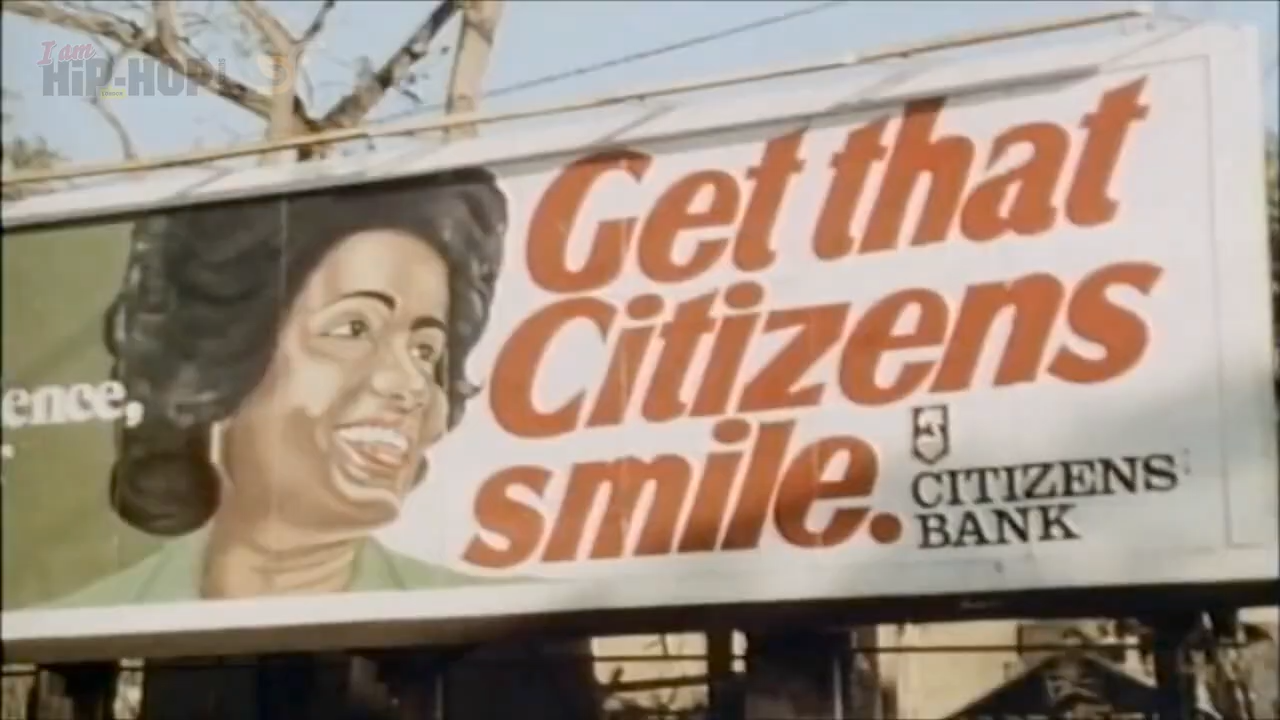 I am
HIP-HOP
ence,
Get that
Citizens
smile.
CITIZENS
BANK